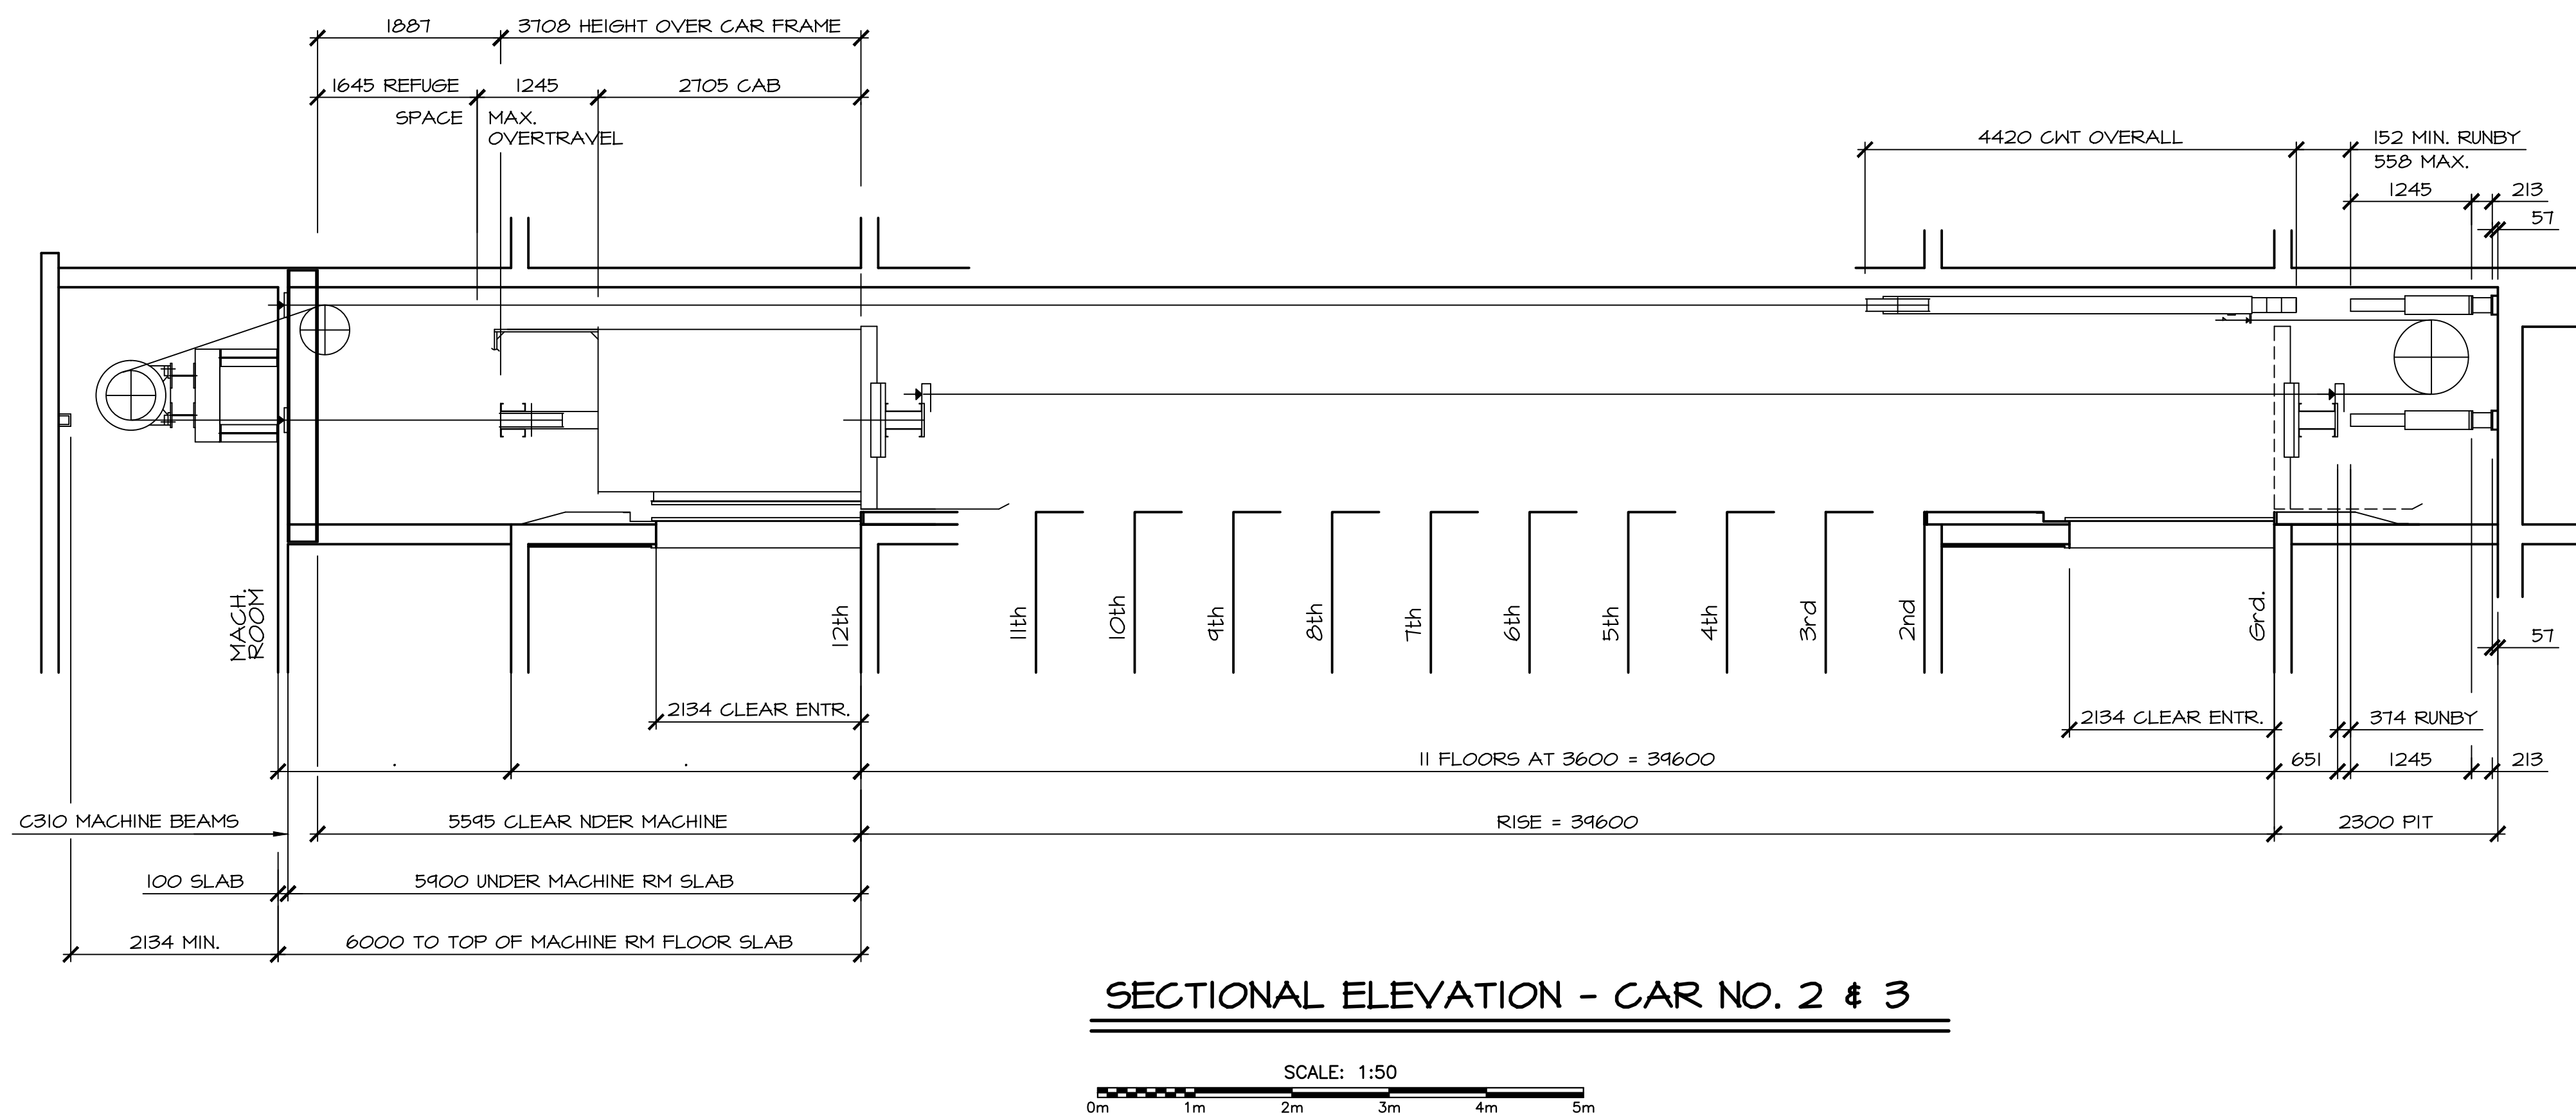 1887
3708 HEIGHT OVER CAR FRAME
1645 REFUGE
SPACE
1245
MAX.
OVERTRAVEL
2705 CAB
4420 CWT OVERALL
152 MIN. RUNBY
558 MAX.
1245
213
57
MACH.
ROOM
12th
11th
10th
9th
8th
7th
6th
5th
4th
3rd
2nd
Grd.
57
2134 CLEAR ENTR.
2134 CLEAR ENTR.
374 RUNBY
11 FLOORS AT 3600 = 39600
651
1245
213
C310 MACHINE BEAMS
5595 CLEAR NDER MACHINE
RISE = 39600
2300 PIT
100 SLAB
5900 UNDER MACHINE RM SLAB
2134 MIN.
6000 TO TOP OF MACHINE RM FLOOR SLAB
SECTIONAL ELEVATION - CAR NO. 2 & 3
SCALE: 1:50
0m 1m 2m 3m 4m 5m